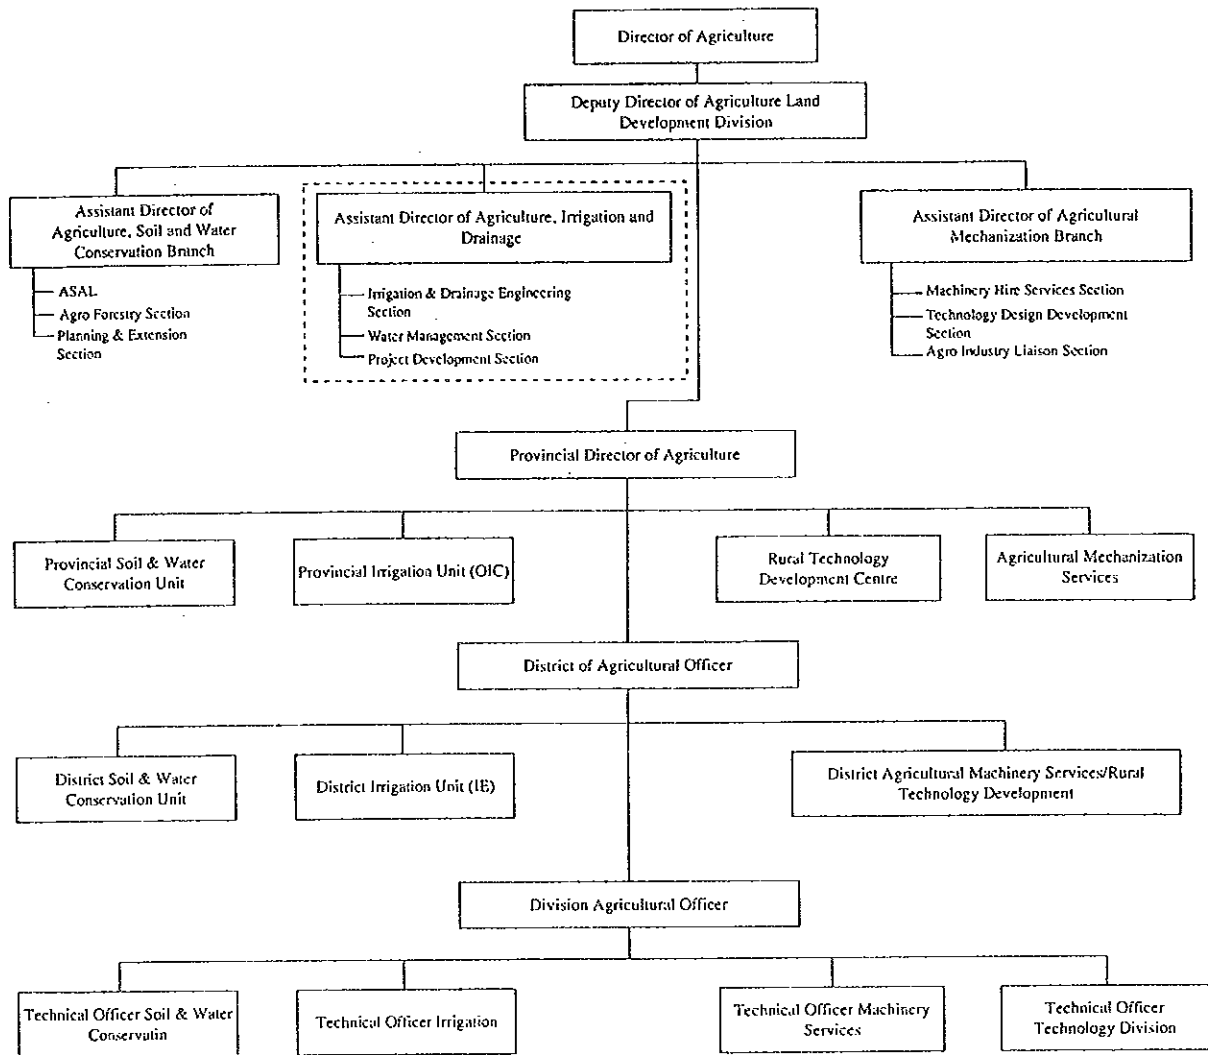 Director of Agriculture
Deputy Director of Agriculture Land
Development Division
Assistant Director of
Agriculture, Soil and Water
Conservation Branch
ASAL
Agro Forestry Section
Planning & Extension
Section
Assistant Director of Agriculture, Irrigation and
Drainage
Irrigation & Drainage Engineering
Section
Water Management Section
Project Development Section
Assistant Director of Agricultural
Mechanization Branch
Machinery Hire Services Section
Technology Design Development
Section
Agro Industry Liaison Section
Provincial Director of Agriculture
Provincial Soil & Water
Conservation Unit
Provincial Irrigation Unit (OIC)
Rural Technology
Development Centre
Agricultural Mechanization
Services
District of Agricultural Officer
District Soil & Water
Conservation Unit
District Irrigation Unit (IE)
District Agricultural Machinery Services/Rural
Technology Development
Division Agricultural Officer
Technical Officer Soil & Water
Conservatin
Technical Officer Irrigation
Technical Officer Machinery
Services
Technical Officer
Technology Division